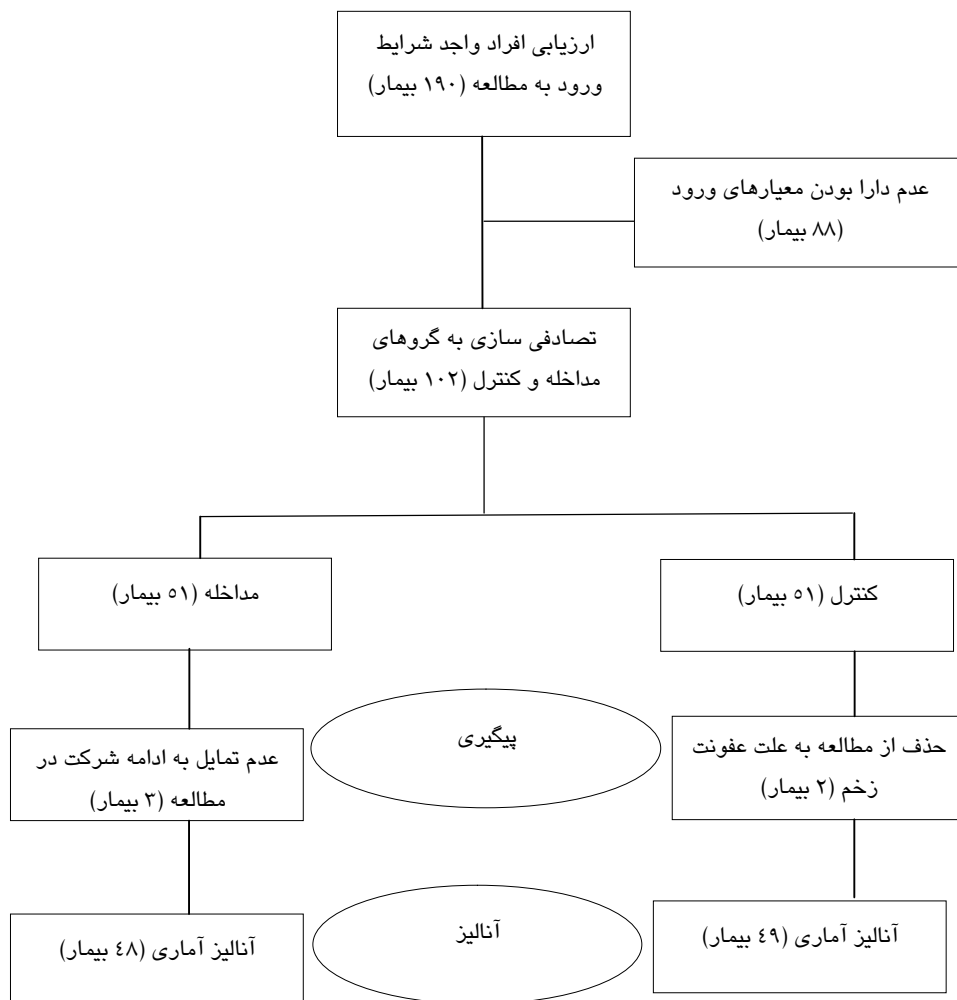 ارزیابی افراد واجد شرایط
ورود به مطالعه (۱۹۰ بیمار)
عدم دارا بودن معیارهای ورود
(۸۸ بیمار)
تصادفی سازی به گروهای
مداخله و کنترل (۱۰۲ بیمار)
کنترل (۵۱ بیمار)
مداخله (۵۱ بیمار)
حذف از مطالعه به علت عفونت
زخم (۲ بیمار)
پیگیری
عدم تمایل به ادامه شرکت در
مطالعه (۳ بیمار)
آنالیز آماری (٤۹ بیمار)
آنالیز
آنالیز آماری (٤۸ بیمار)